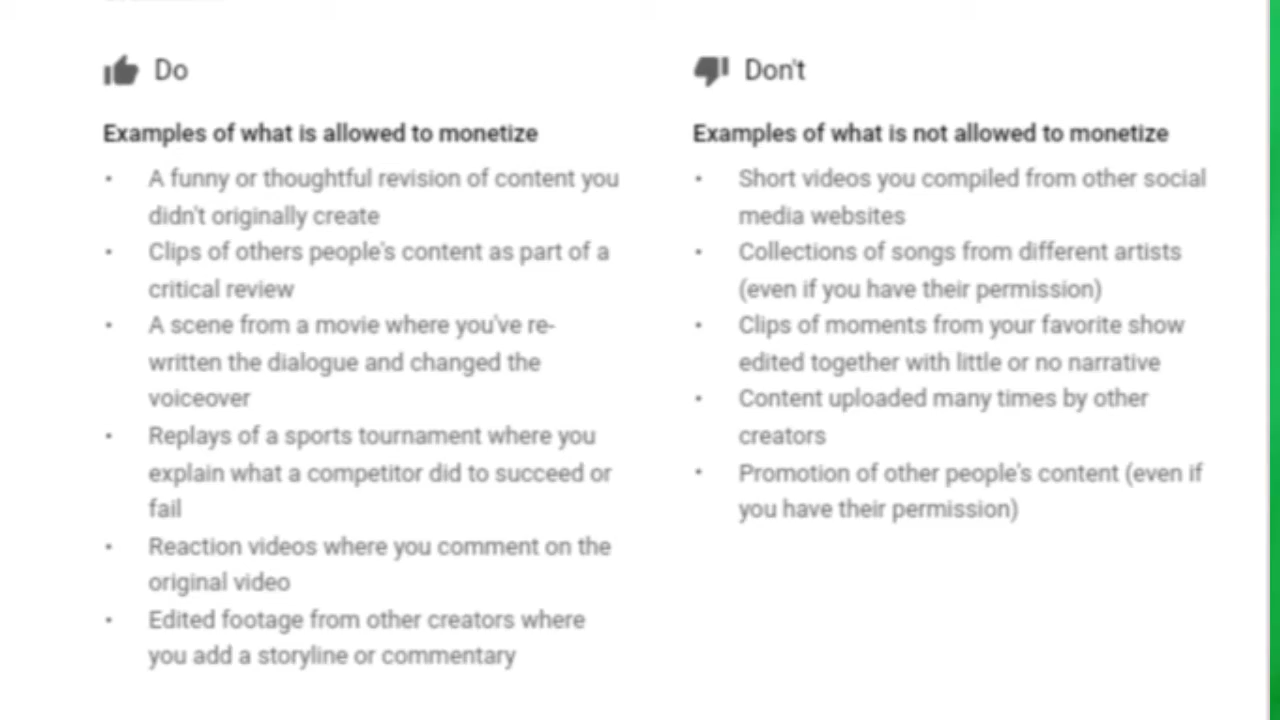 Do
Examples of what is allowed to monetize
• A funny or thoughtful revision of content you
didn't originally create
• Clips of others people's content as part of a
critical review
• A scene from a movie where you've re-
written the dialogue and changed the
voiceover
• Replays of a sports tournament where you
explain what a competitor did to succeed or
fail
• Reaction videos where you comment on the
original video
• Edited footage from other creators where
you add a storyline or commentary
Don't
Examples of what is not allowed to monetize
• Short videos you compiled from other social
media websites
• Collections of songs from different artists
(even if you have their permission)
• Clips of moments from your favorite show
edited together with little or no narrative
• Content uploaded many times by other
creators
• Promotion of other people's content (even if
you have their permission)